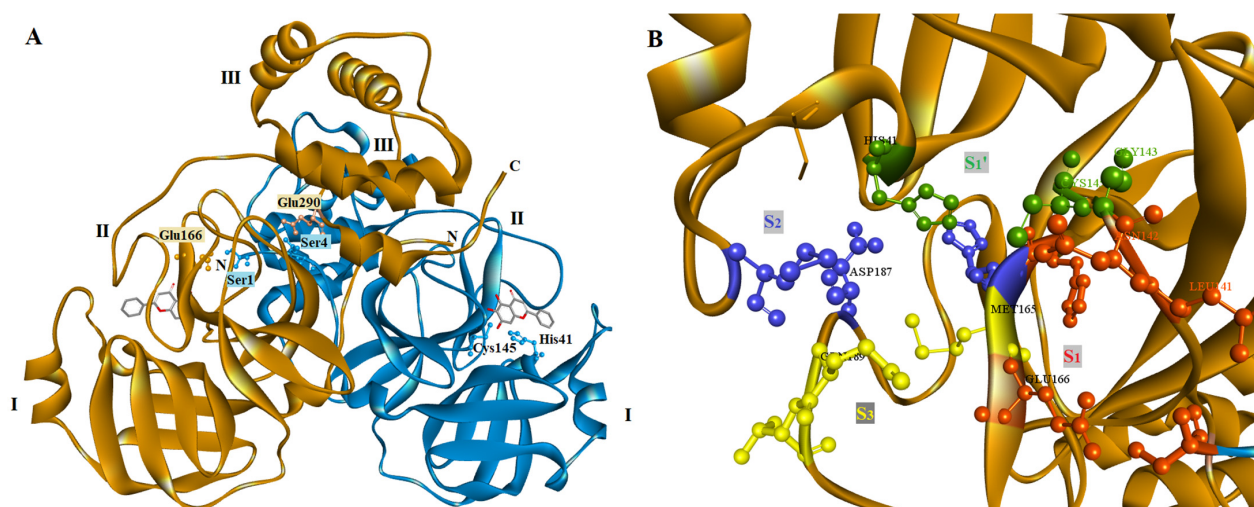 A
III
III
C
Glu290
II
II
Glu166
Ser4
N
N
Ser1
Cys145
His41
I
I
B
HIS41
S1'
GLY143
S2
ASP187
LEU141
MET165
S1
GLU166
S3